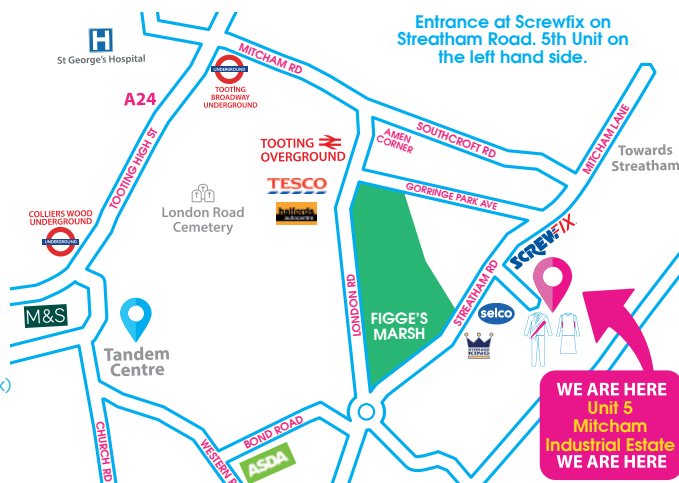 Entrance at Screwfix on
Streatham Road. 5th Unit on
the left hand side.
H
St George's Hospital
MITCHAM RD
UNDERGROUND
TOOTING
BROADWAY
UNDERGROUND
A24
TOOTING HIGH ST
SOUTHCROFT RD
AMEN
CORNER
MITCHAM LANE
Towards
Streatham
TOOTING
OVERGROUND
TESCO
halfords
GORRINGE PARK AVE
London Road
Cemetery
COLLIERS WOOD
UNDERGROUND
UNDERGROUND
SCREWFIX
M&S
Tandem
Centre
LONDON RD
FIGGE'S
MARSH
STREATHAM RD
selco
STORAGE
KING
WE ARE HERE
Unit 5
Mitcham
Industrial Estate
WE ARE HERE
CHURCH RD
WESTERN R
BOND ROAD
ASDA